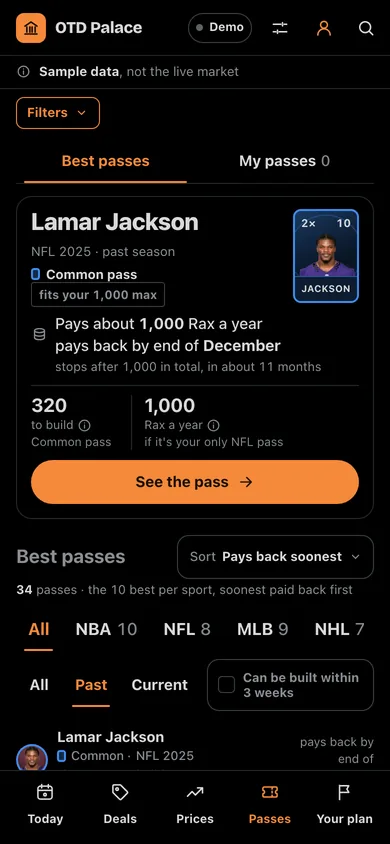 OTD Palace
Demo
Sample data, not the live market
Filters
Best passes
My passes 0
Lamar Jackson
NFL 2025 · past season
Common pass
fits your 1,000 max
2× 10
JACKSON
Pays about 1,000 Rax a year
pays back by end of December
stops after 1,000 in total, in about 11 months
320
to build
Common pass
1,000
Rax a year
if it's your only NFL pass
See the pass →
Best passes
Sort Pays back soonest
34 passes · the 10 best per sport, soonest paid back first
All NBA 10 NFL 8 MLB 9 NHL 7
All Past Current
Can be built within
3 weeks
Lamar Jackson
Common · NFL 2025
pays back by
end of
Today Deals Prices Passes Your plan